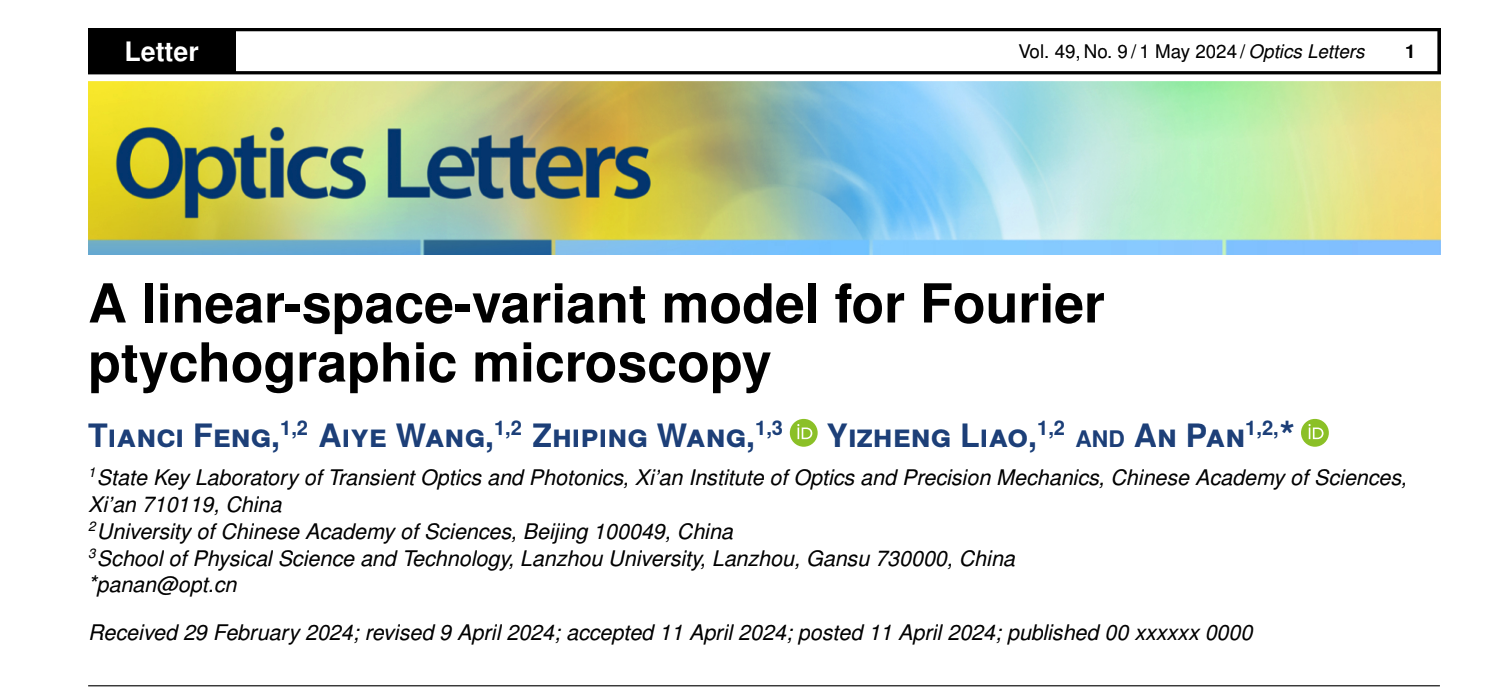 Letter
Vol. 49, No. 9 / 1 May 2024 / Optics Letters 1
Optics Letters
A linear-space-variant model for Fourier
ptychographic microscopy
Tianci Feng,1,2 Aiye Wang,1,2 Zhiping Wang,1,3 iD Yizheng Liao,1,2 and An Pan1,2,* iD
1State Key Laboratory of Transient Optics and Photonics, Xi'an Institute of Optics and Precision Mechanics, Chinese Academy of Sciences,
Xi'an 710119, China
2University of Chinese Academy of Sciences, Beijing 100049, China
3School of Physical Science and Technology, Lanzhou University, Lanzhou, Gansu 730000, China
*panan@opt.cn
Received 29 February 2024; revised 9 April 2024; accepted 11 April 2024; posted 11 April 2024; published 00 xxxxxx 0000